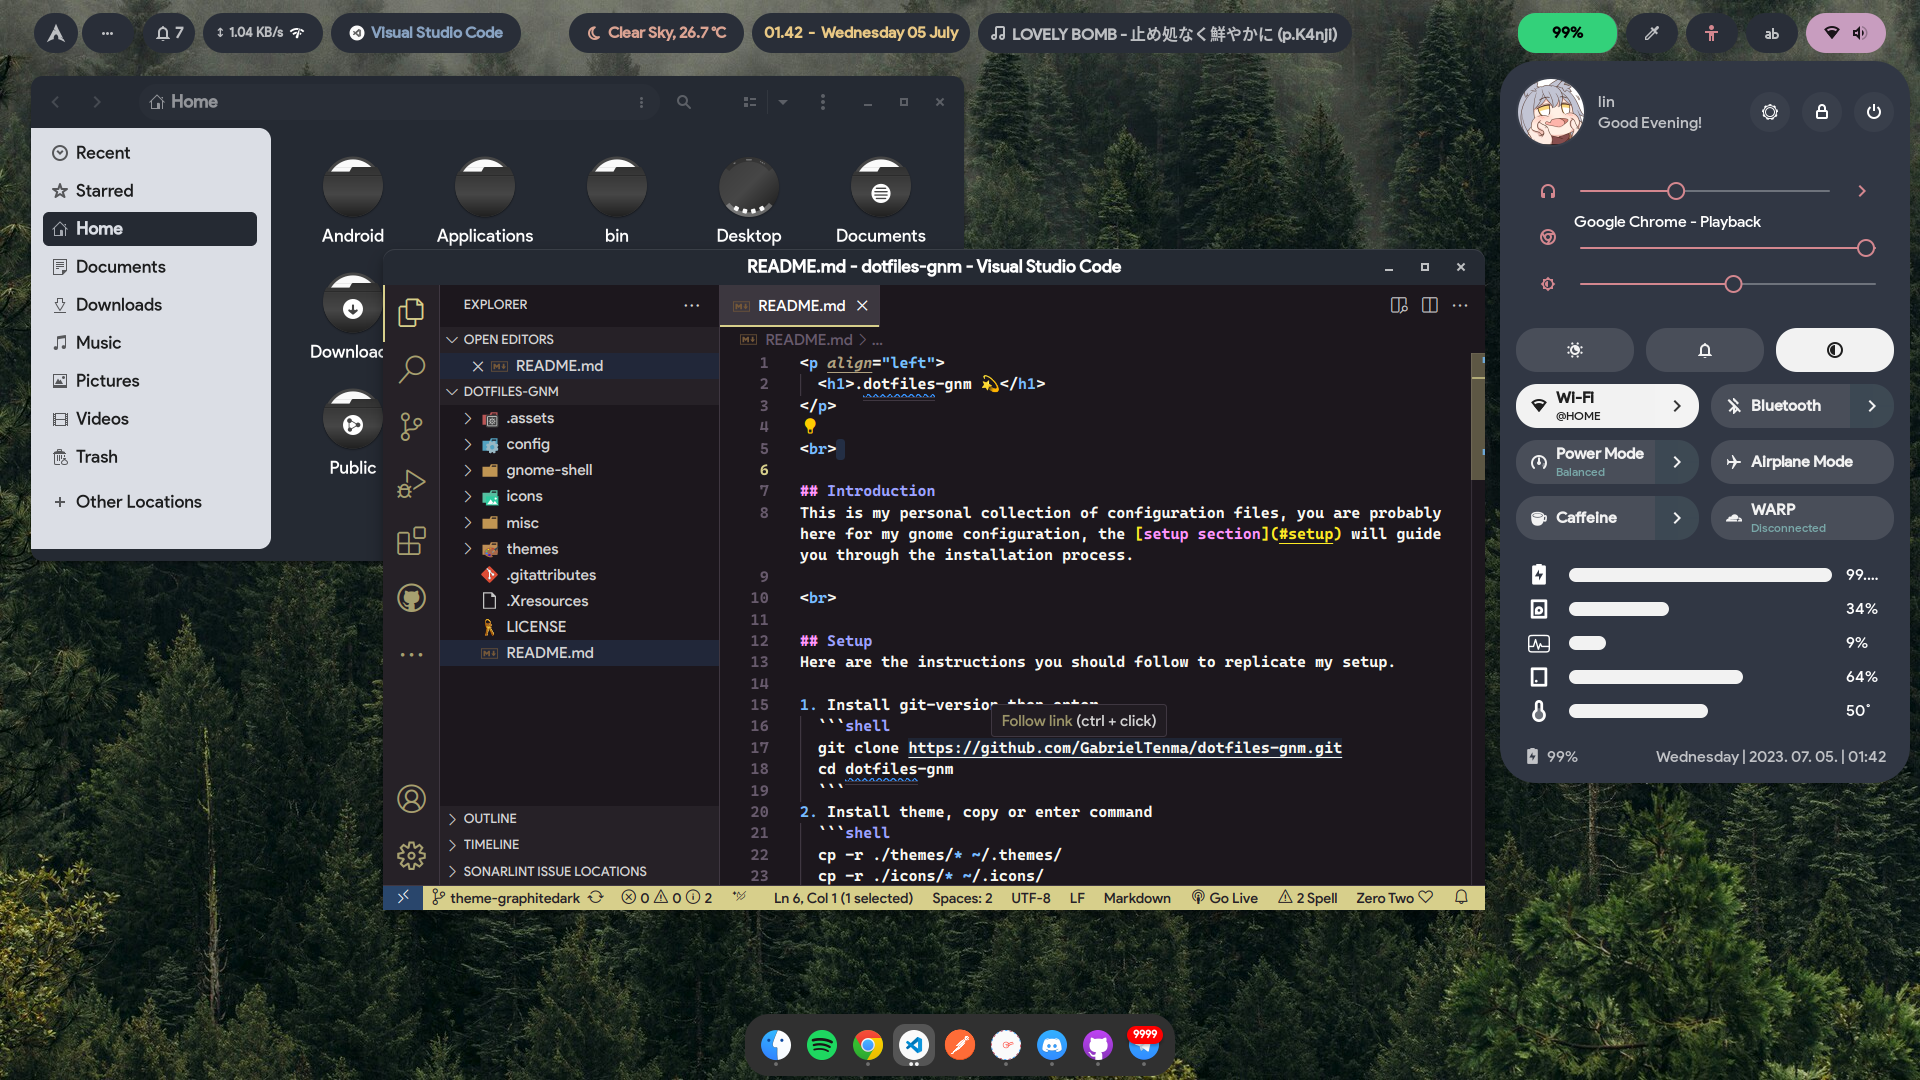 7
1.04 KB/s
Visual Studio Code
Clear Sky, 26.7 °C
01.42 - Wednesday 05 July
LOVELY BOMB - 止め処なく鮮やかに (p.K4nji)
99%
ab
Home
Recent
Starred
Home
Documents
Downloads
Music
Pictures
Videos
Trash
+ Other Locations
Android
Applications
bin
Desktop
Documents
Downloac
Public
README.md - dotfiles-gnm - Visual Studio Code
EXPLORER
OPEN EDITORS
README.md
DOTFILES-GNM
.assets
config
gnome-shell
icons
misc
themes
.gitattributes
.Xresources
LICENSE
README.md
OUTLINE
TIMELINE
SONARLINT ISSUE LOCATIONS
README.md
README.md > ...
1 <p align="left">
2 <h1>.dotfiles-gnm 💫</h1>
3 </p>
4
5 <br>
6
7 ## Introduction
8 This is my personal collection of configuration files, you are probably
here for my gnome configuration, the [setup section](#setup) will guide
you through the installation process.
9
10 <br>
11
12 ## Setup
13 Here are the instructions you should follow to replicate my setup.
14
15 1. Install git-version then enter
Follow link (ctrl + click)
16 ```shell
17 git clone https://github.com/GabrielTenma/dotfiles-gnm.git
18 cd dotfiles-gnm
19 ```
20 2. Install theme, copy or enter command
21 ```shell
22 cp -r ./themes/* ~/.themes/
23 cp -r ./icons/* ~/.icons/
theme-graphitedark
0 0 2
Ln 6, Col 1 (1 selected)
Spaces: 2
UTF-8
LF
Markdown
Go Live
2 Spell
Zero Two
lin
Good Evening!
Google Chrome - Playback
Wi-Fi
@HOME
Bluetooth
Power Mode
Balanced
Airplane Mode
Caffeine
WARP
Disconnected
99....
34%
9%
64%
50°
99%
Wednesday | 2023. 07. 05. | 01:42
9999